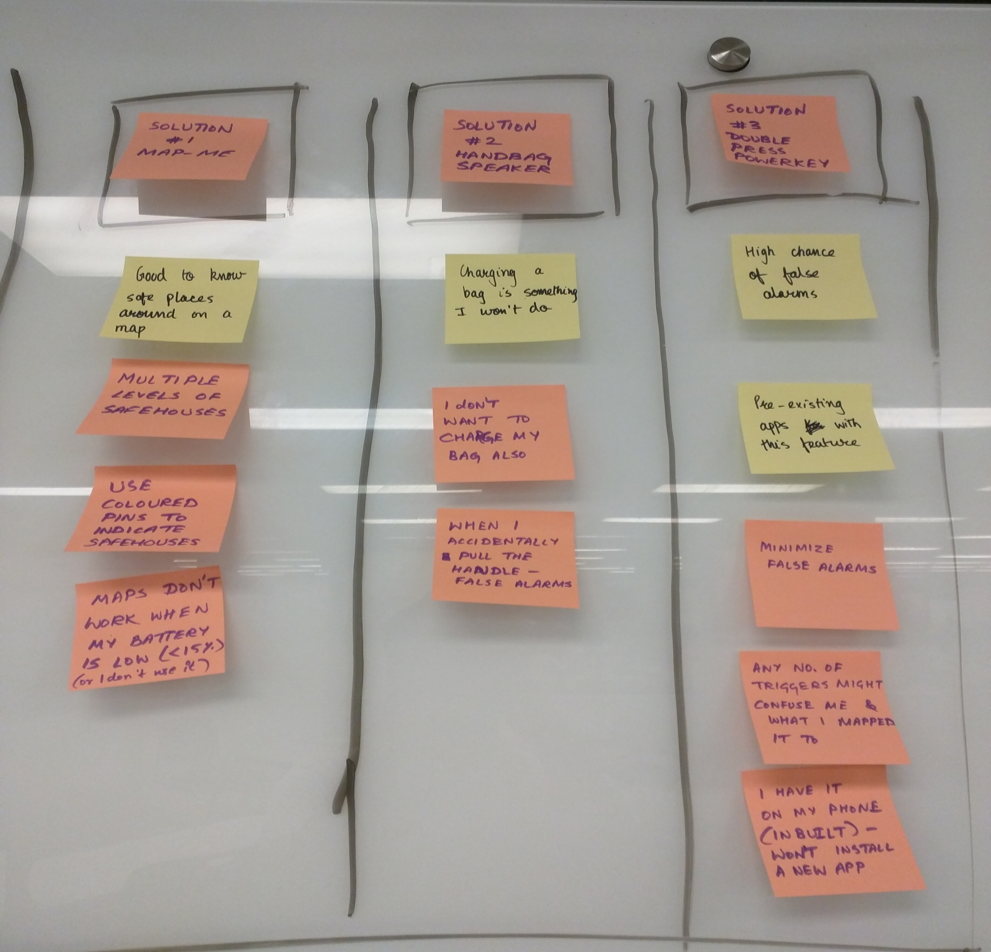 SOLUTION
#1
MAP-ME
Good to know
safe places
around on a
map
MULTIPLE
LEVELS OF
SAFEHOUSES
USE
COLOURED
PINS TO
INDICATE
SAFEHOUSES
MAPS DON'T
WORK WHEN
MY BATTERY
IS LOW (<15%)
(or I don't use it)
SOLUTION
#2
HANDBAG
SPEAKER
Charging a
bag is something
I won't do
I DON'T
WANT TO
CHARGE MY
BAG ALSO
WHEN I
ACCIDENTALLY
PULL THE
HANDLE –
FALSE ALARMS
SOLUTION
#3
DOUBLE
PRESS
POWERKEY
High chance
of false
alarms
Pre-existing
apps with
this feature
MINIMIZE
FALSE ALARMS
ANY NO. OF
TRIGGERS MIGHT
CONFUSE ME &
WHAT I MAPPED
IT TO
I HAVE IT
ON MY PHONE
(INBUILT) –
WON'T INSTALL
A NEW APP